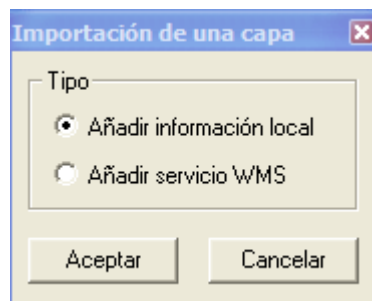 Importación de una capa
Tipo
Añadir información local
Añadir servicio WMS
Aceptar Cancelar